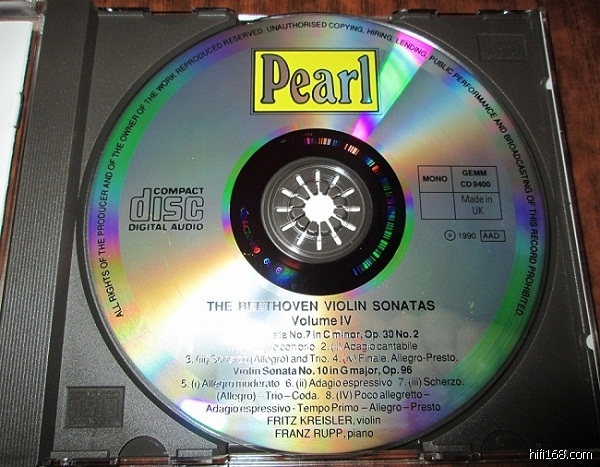 ALL RIGHTS OF THE PRODUCER AND OF THE OWNER OF THE WORK REPRODUCED RESERVED. UNAUTHORISED COPYING, HIRING, LENDING, PUBLIC PERFORMANCE AND BROADCASTING OF THIS RECORD PROHIBITED.
Pearl
COMPACT
disc
DIGITAL AUDIO
MONO
GEMM
CD 9400
Made in
UK
℗ 1990 AAD
THE BEETHOVEN VIOLIN SONATAS
Volume IV
No.7 in C minor, Op. 30 No. 2
con brio 2. (ii) Adagio cantabile
3. (iii) Scherzo (Allegro) and Trio. 4. (iv) Finale. Allegro-Presto.
Violin Sonata No. 10 in G major, Op. 96
5. (i) Allegro moderato 6. (ii) Adagio espressivo 7. (iii) Scherzo.
(Allegro) – Trio – Coda. 8. (IV) Poco allegretto –
Adagio espressivo - Tempo Primo – Allegro – Presto
FRITZ KREISLER, violin
FRANZ RUPP, piano
hifi168.com